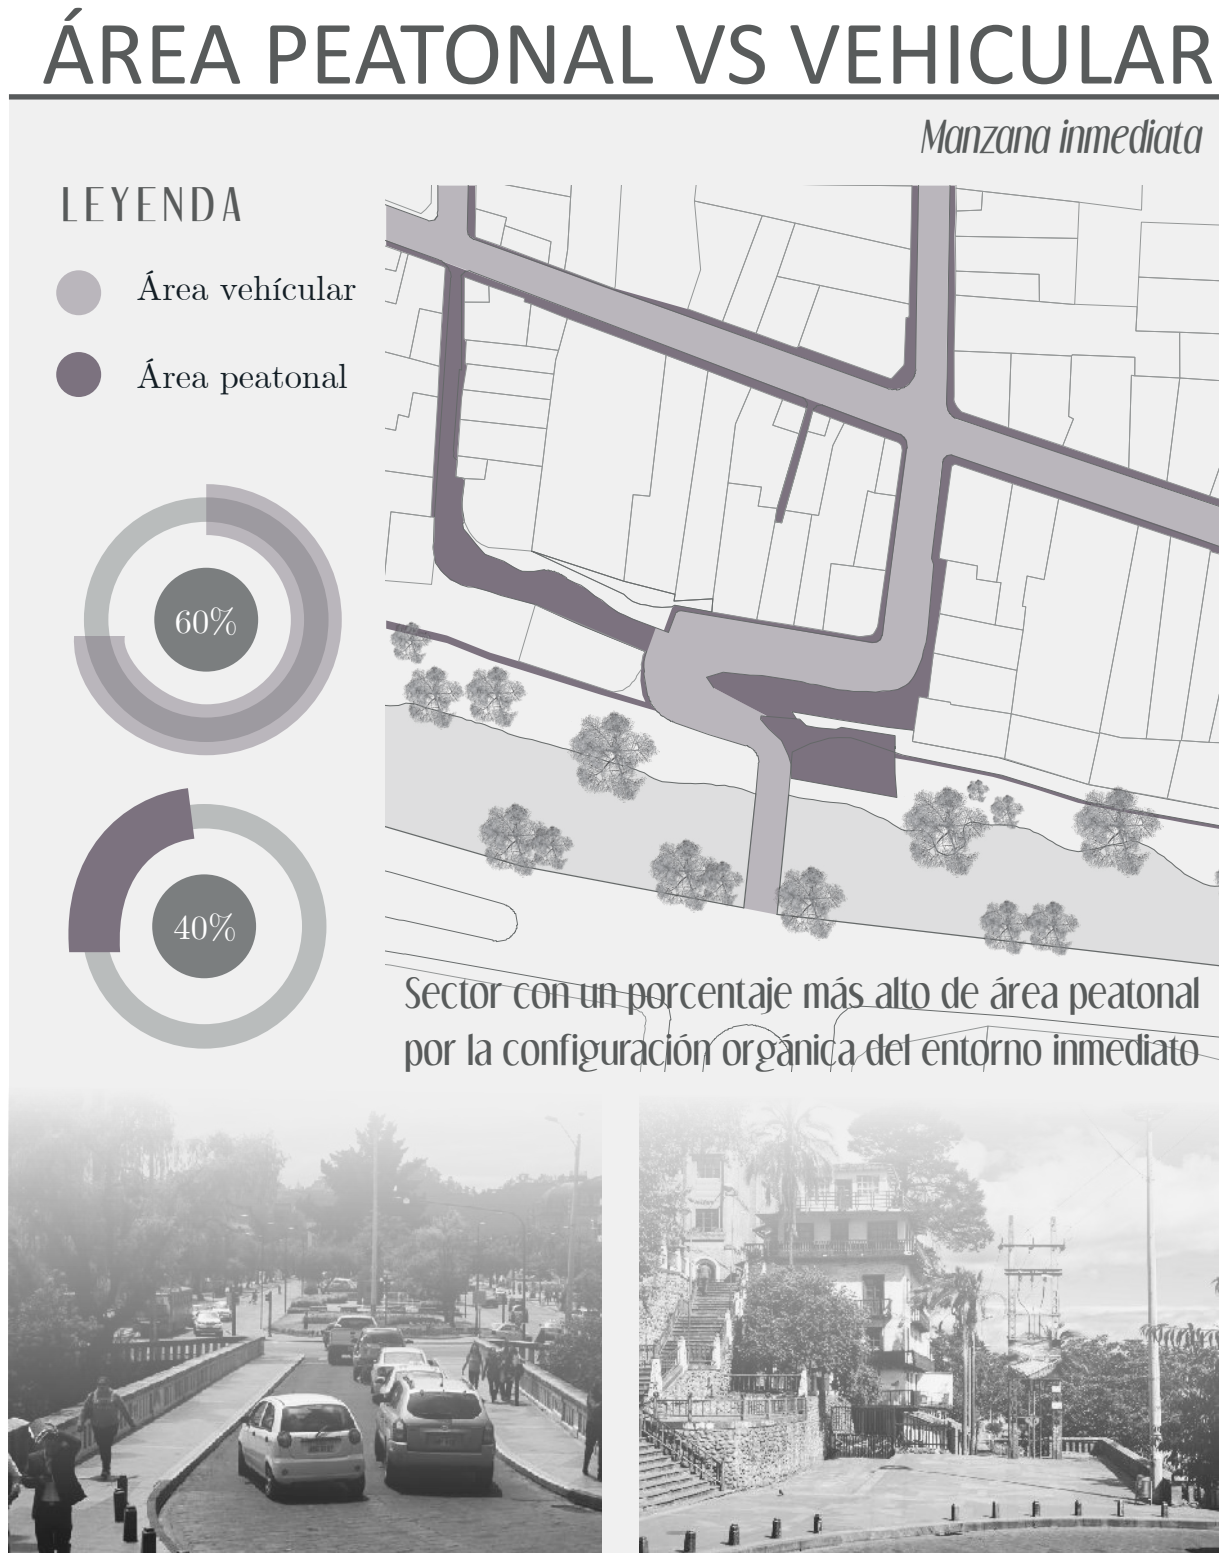 ÁREA PEATONAL VS VEHICULAR
Manzana inmediata
LEYENDA
Área vehícular
Área peatonal
60%
40%
Sector con un porcentaje más alto de área peatonal
por la configuración orgánica del entorno inmediato